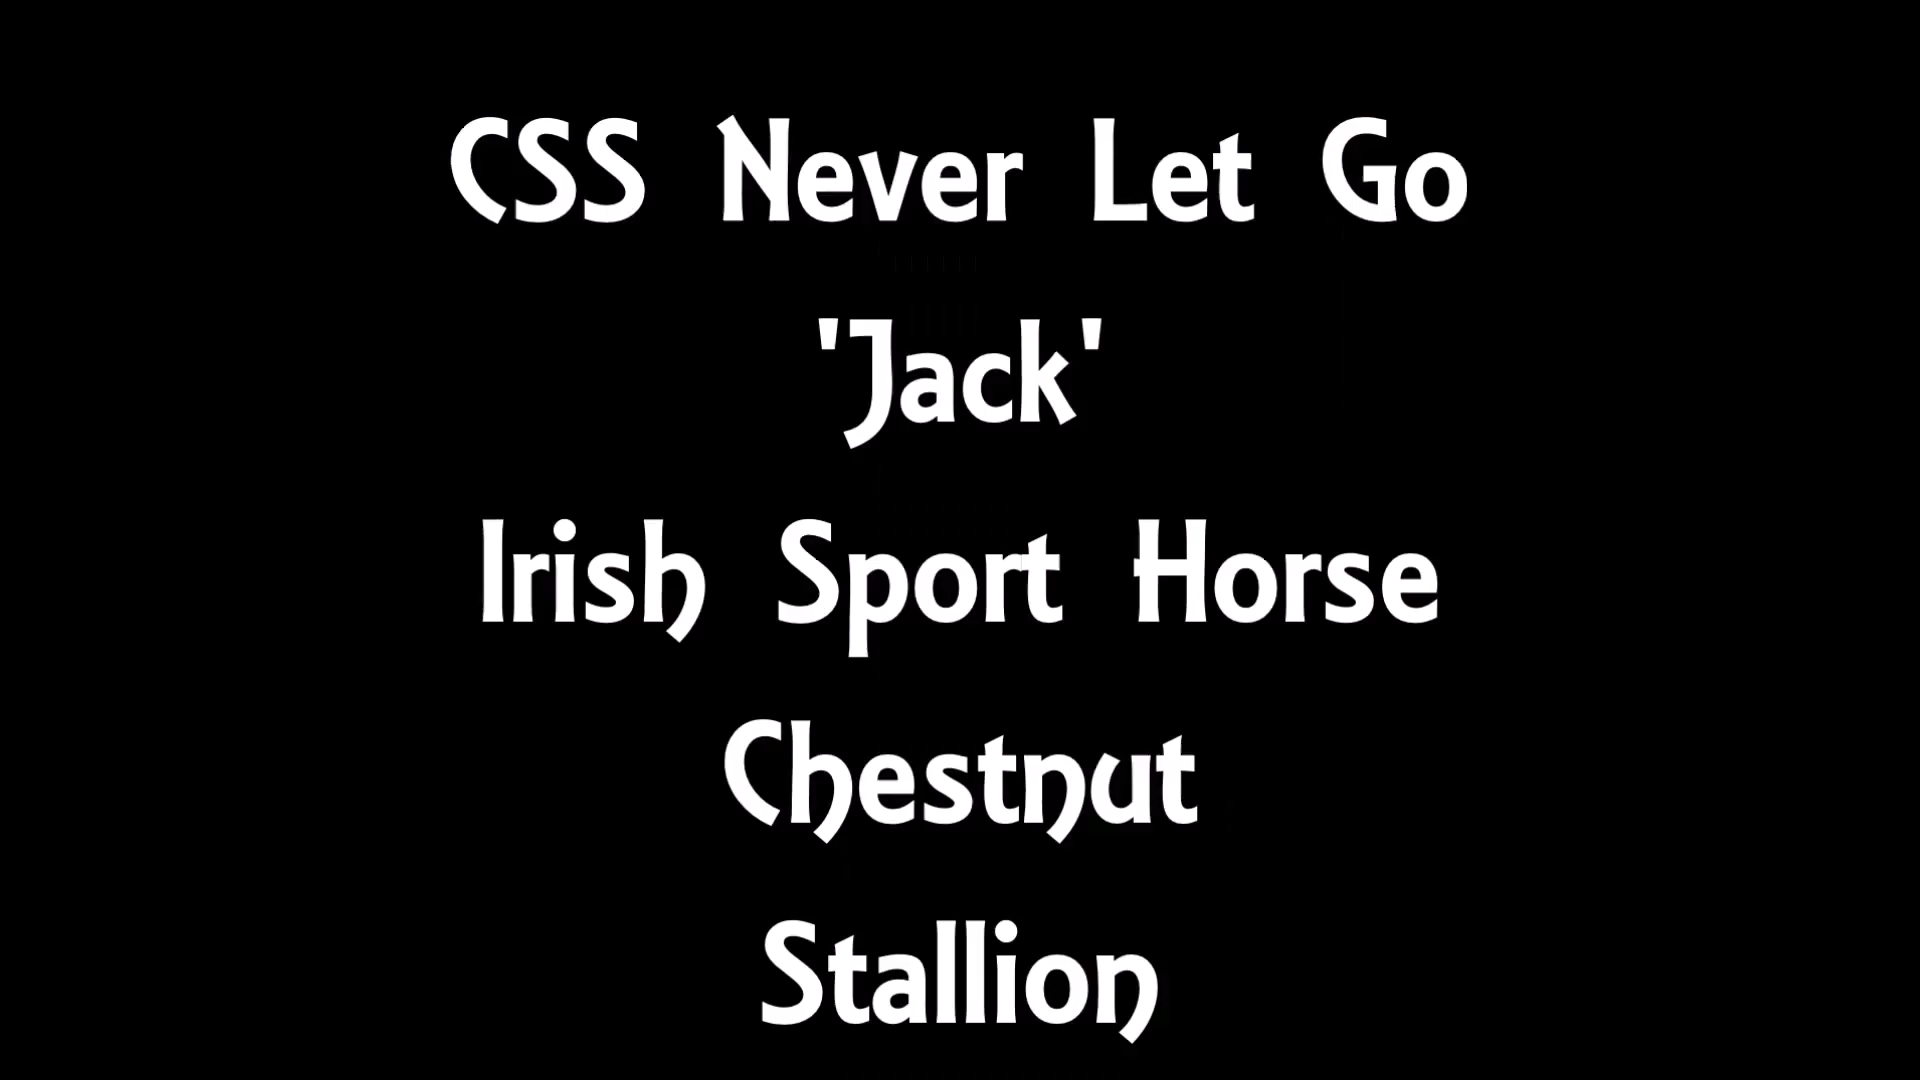 CSS Never Let Go
'Jack'
Irish Sport Horse
Chestnut
Stallion